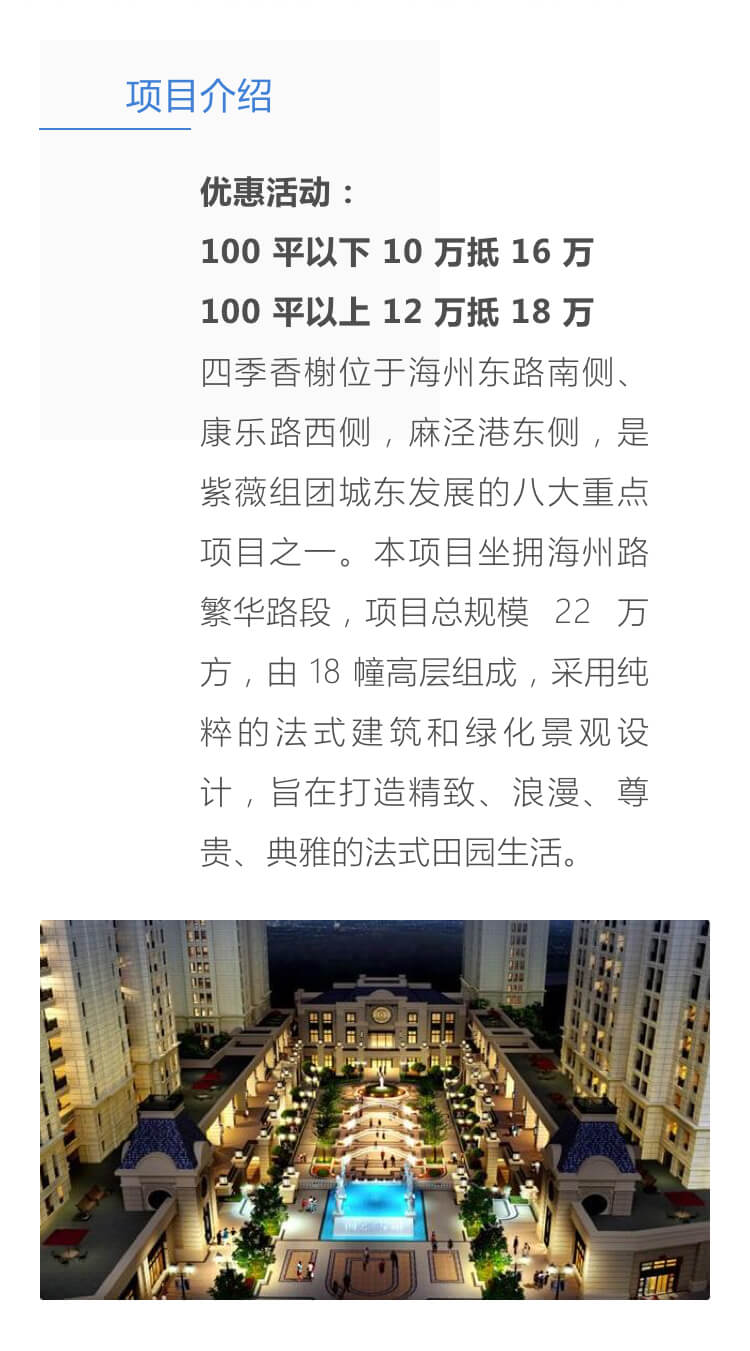 项目介绍
优惠活动：
100 平以下 10 万抵 16 万
100 平以上 12 万抵 18 万
四季香榭位于海州东路南侧、
康乐路西侧，麻泾港东侧，是
紫薇组团城东发展的八大重点
项目之一。本项目坐拥海州路
繁华路段，项目总规模 22 万
方，由 18 幢高层组成，采用纯
粹的法式建筑和绿化景观设
计，旨在打造精致、浪漫、尊
贵、典雅的法式田园生活。